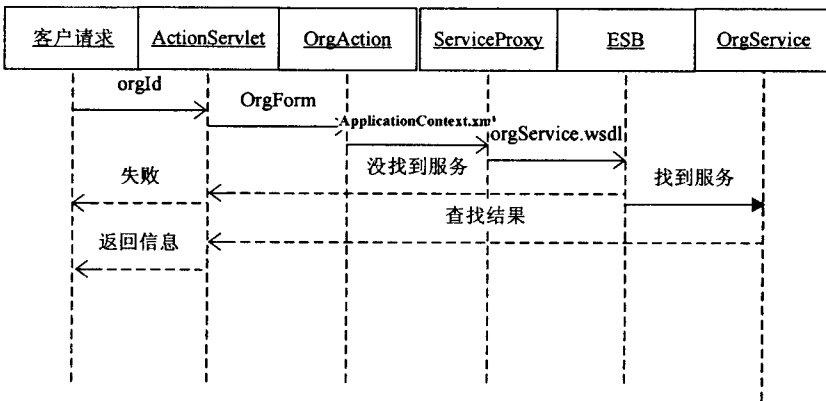 客户请求
ActionServlet
OrgAction
ServiceProxy
ESB
OrgService
orgId
OrgForm
ApplicationContext.xm
orgService.wsdl
没找到服务
失败
找到服务
查找结果
返回信息